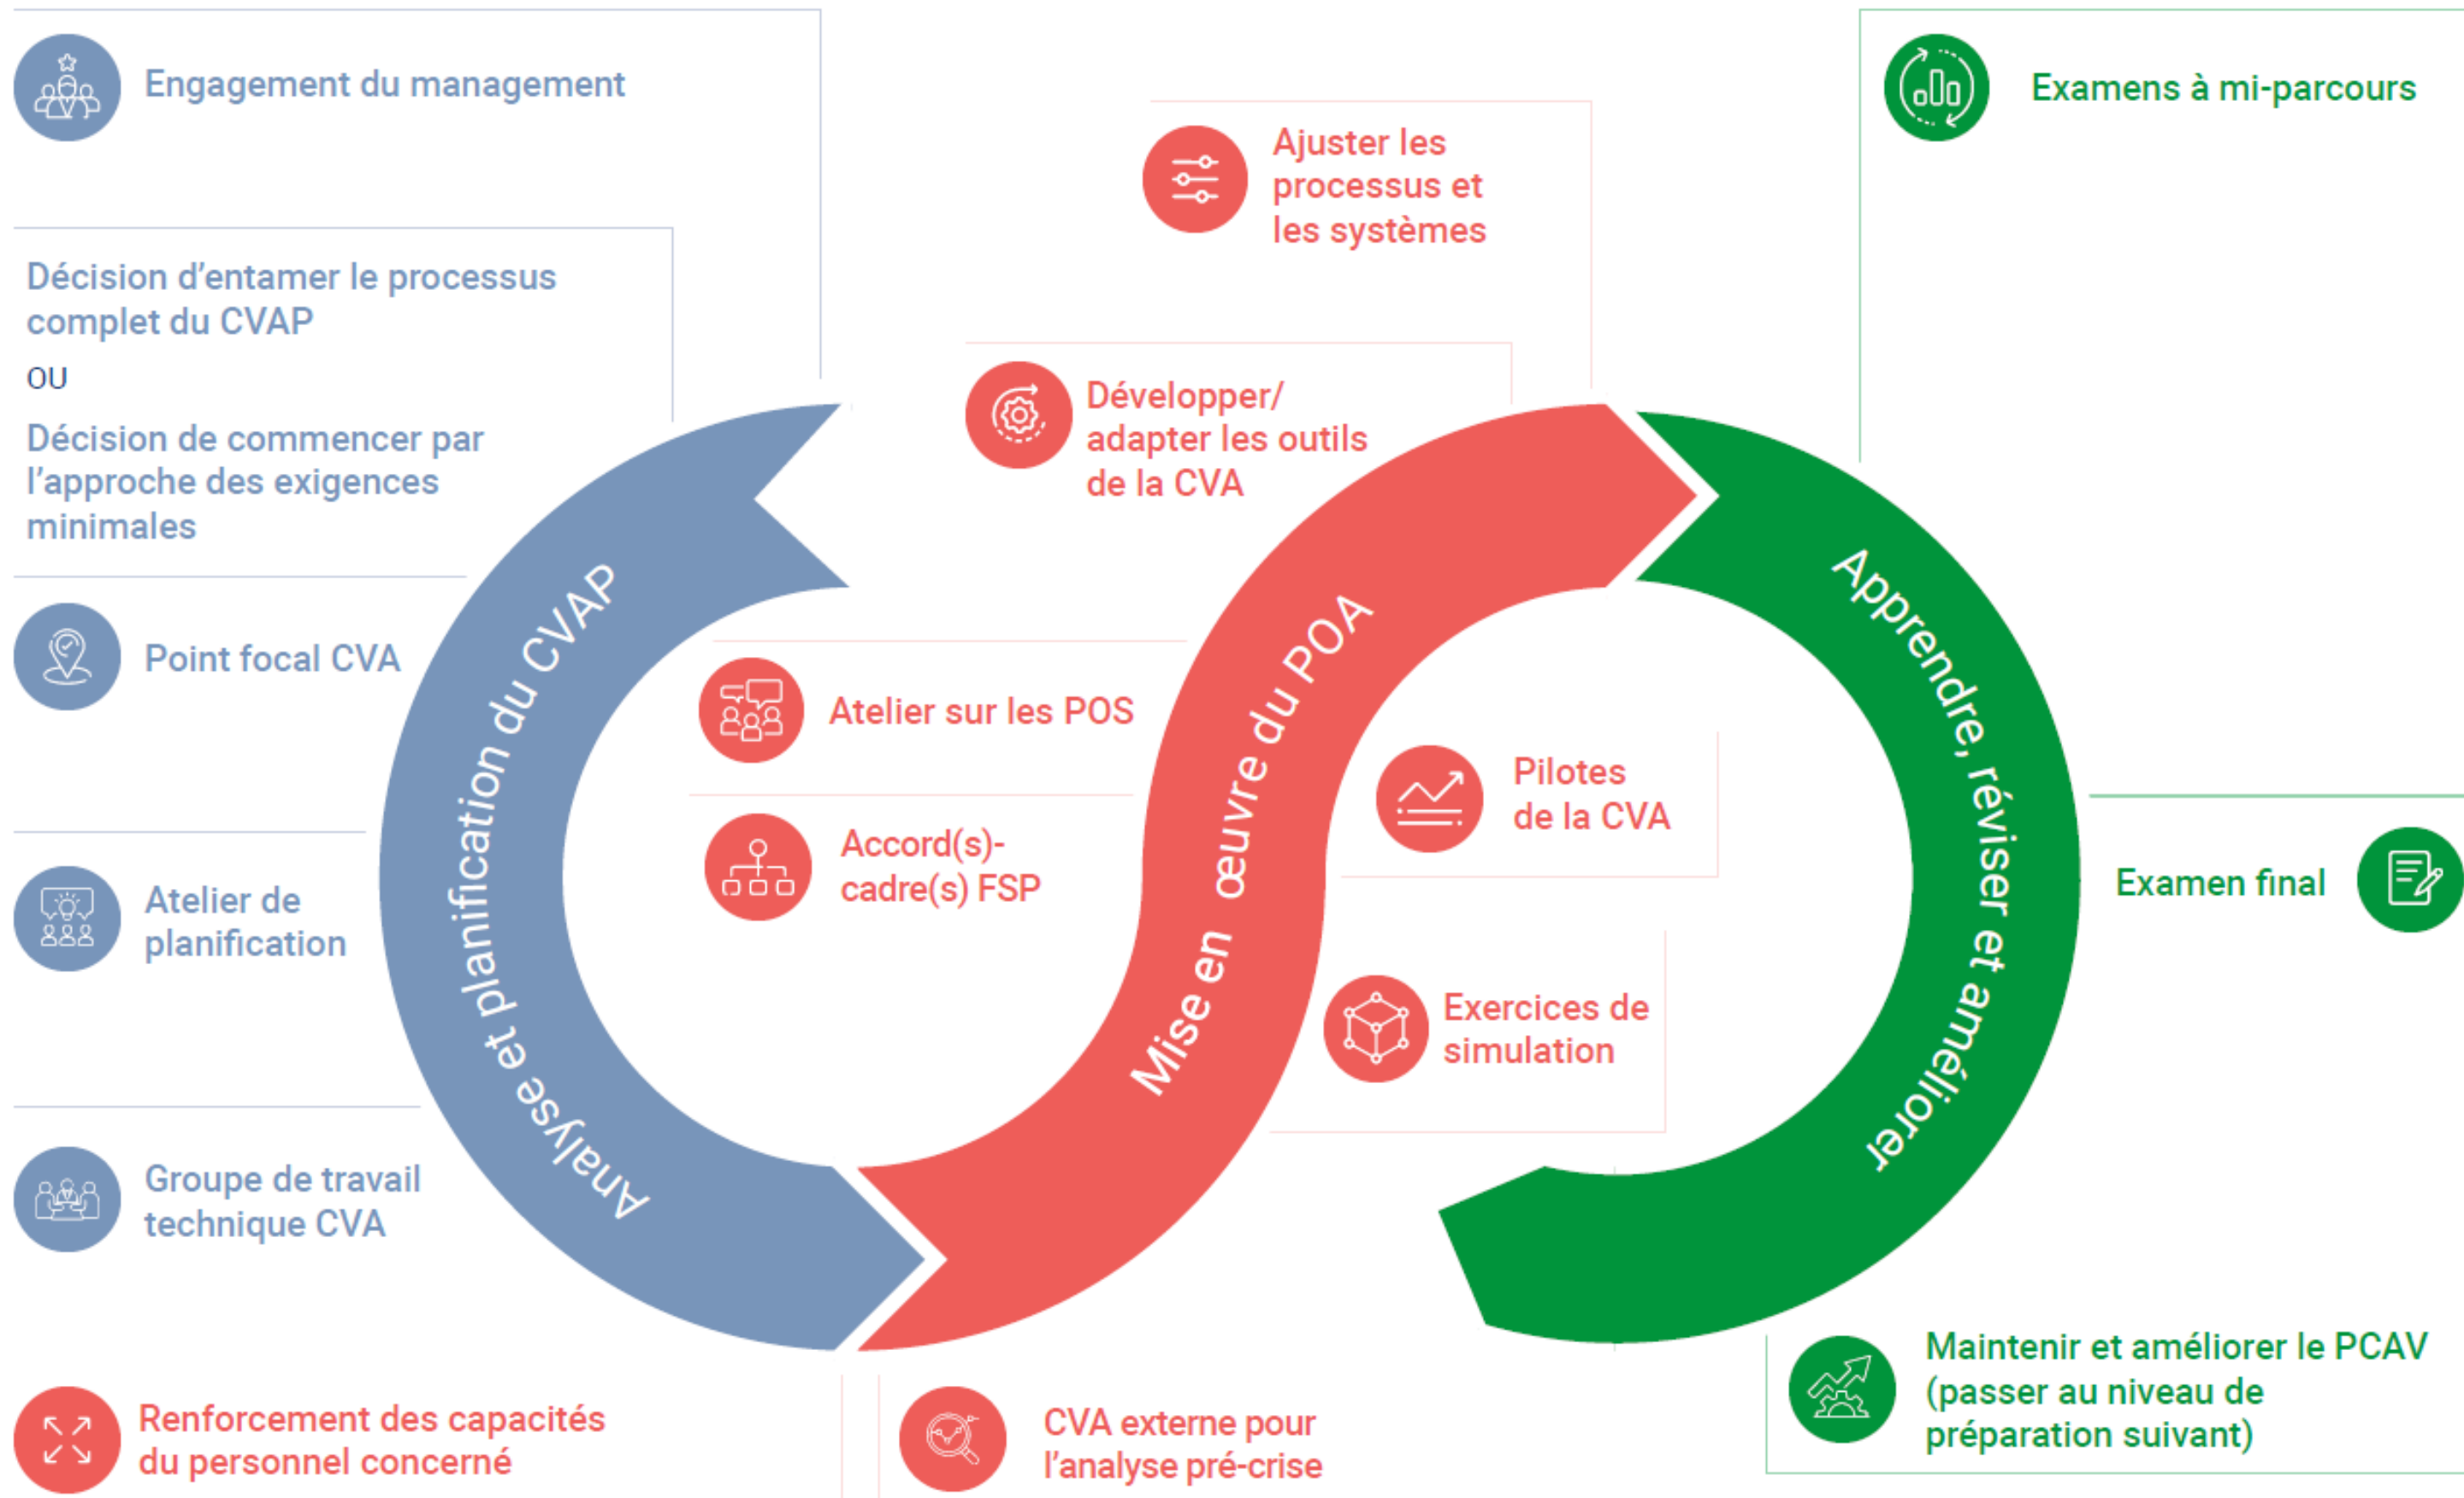 Engagement du management
Décision d'entamer le processus
complet du CVAP
OU
Décision de commencer par
l'approche des exigences
minimales
Point focal CVA
Atelier de
planification
Groupe de travail
technique CVA
Analyse et planification du CVAP
Renforcement des capacités
du personnel concerné
CVA externe pour
l'analyse pré-crise
Atelier sur les POS
Accord(s)-
cadre(s) FSP
Développer/
adapter les outils
de la CVA
Ajuster les
processus et
les systèmes
Mise en œuvre du POA
Pilotes
de la CVA
Exercices de
simulation
Examens à mi-parcours
Apprendre, réviser et améliorer
Examen final
Maintenir et améliorer le PCAV
(passer au niveau de
préparation suivant)